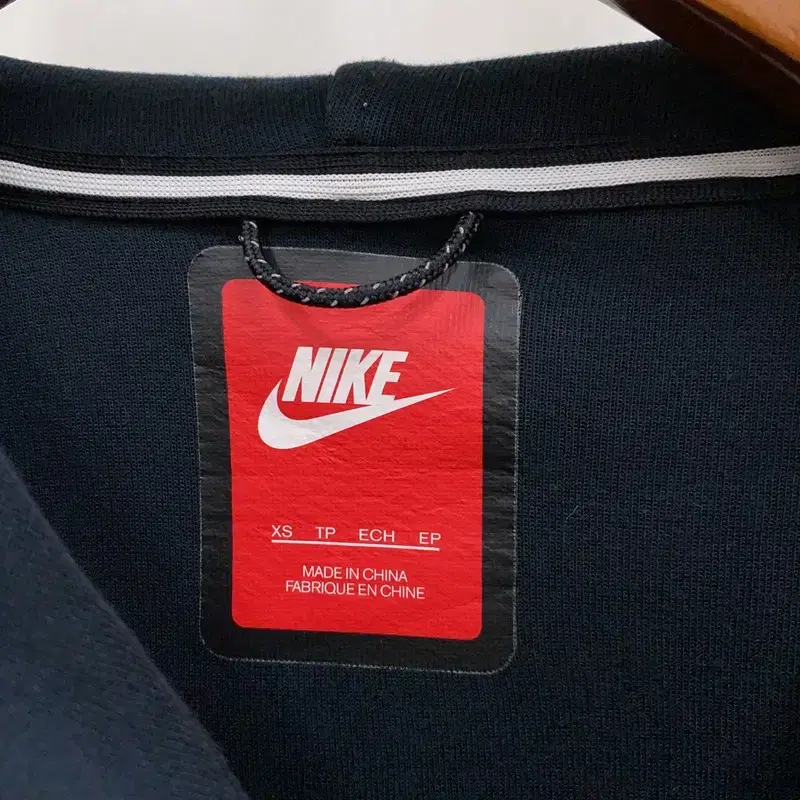 NIKE
XS TP ECH EP
MADE IN CHINA
FABRIQUE EN CHINE